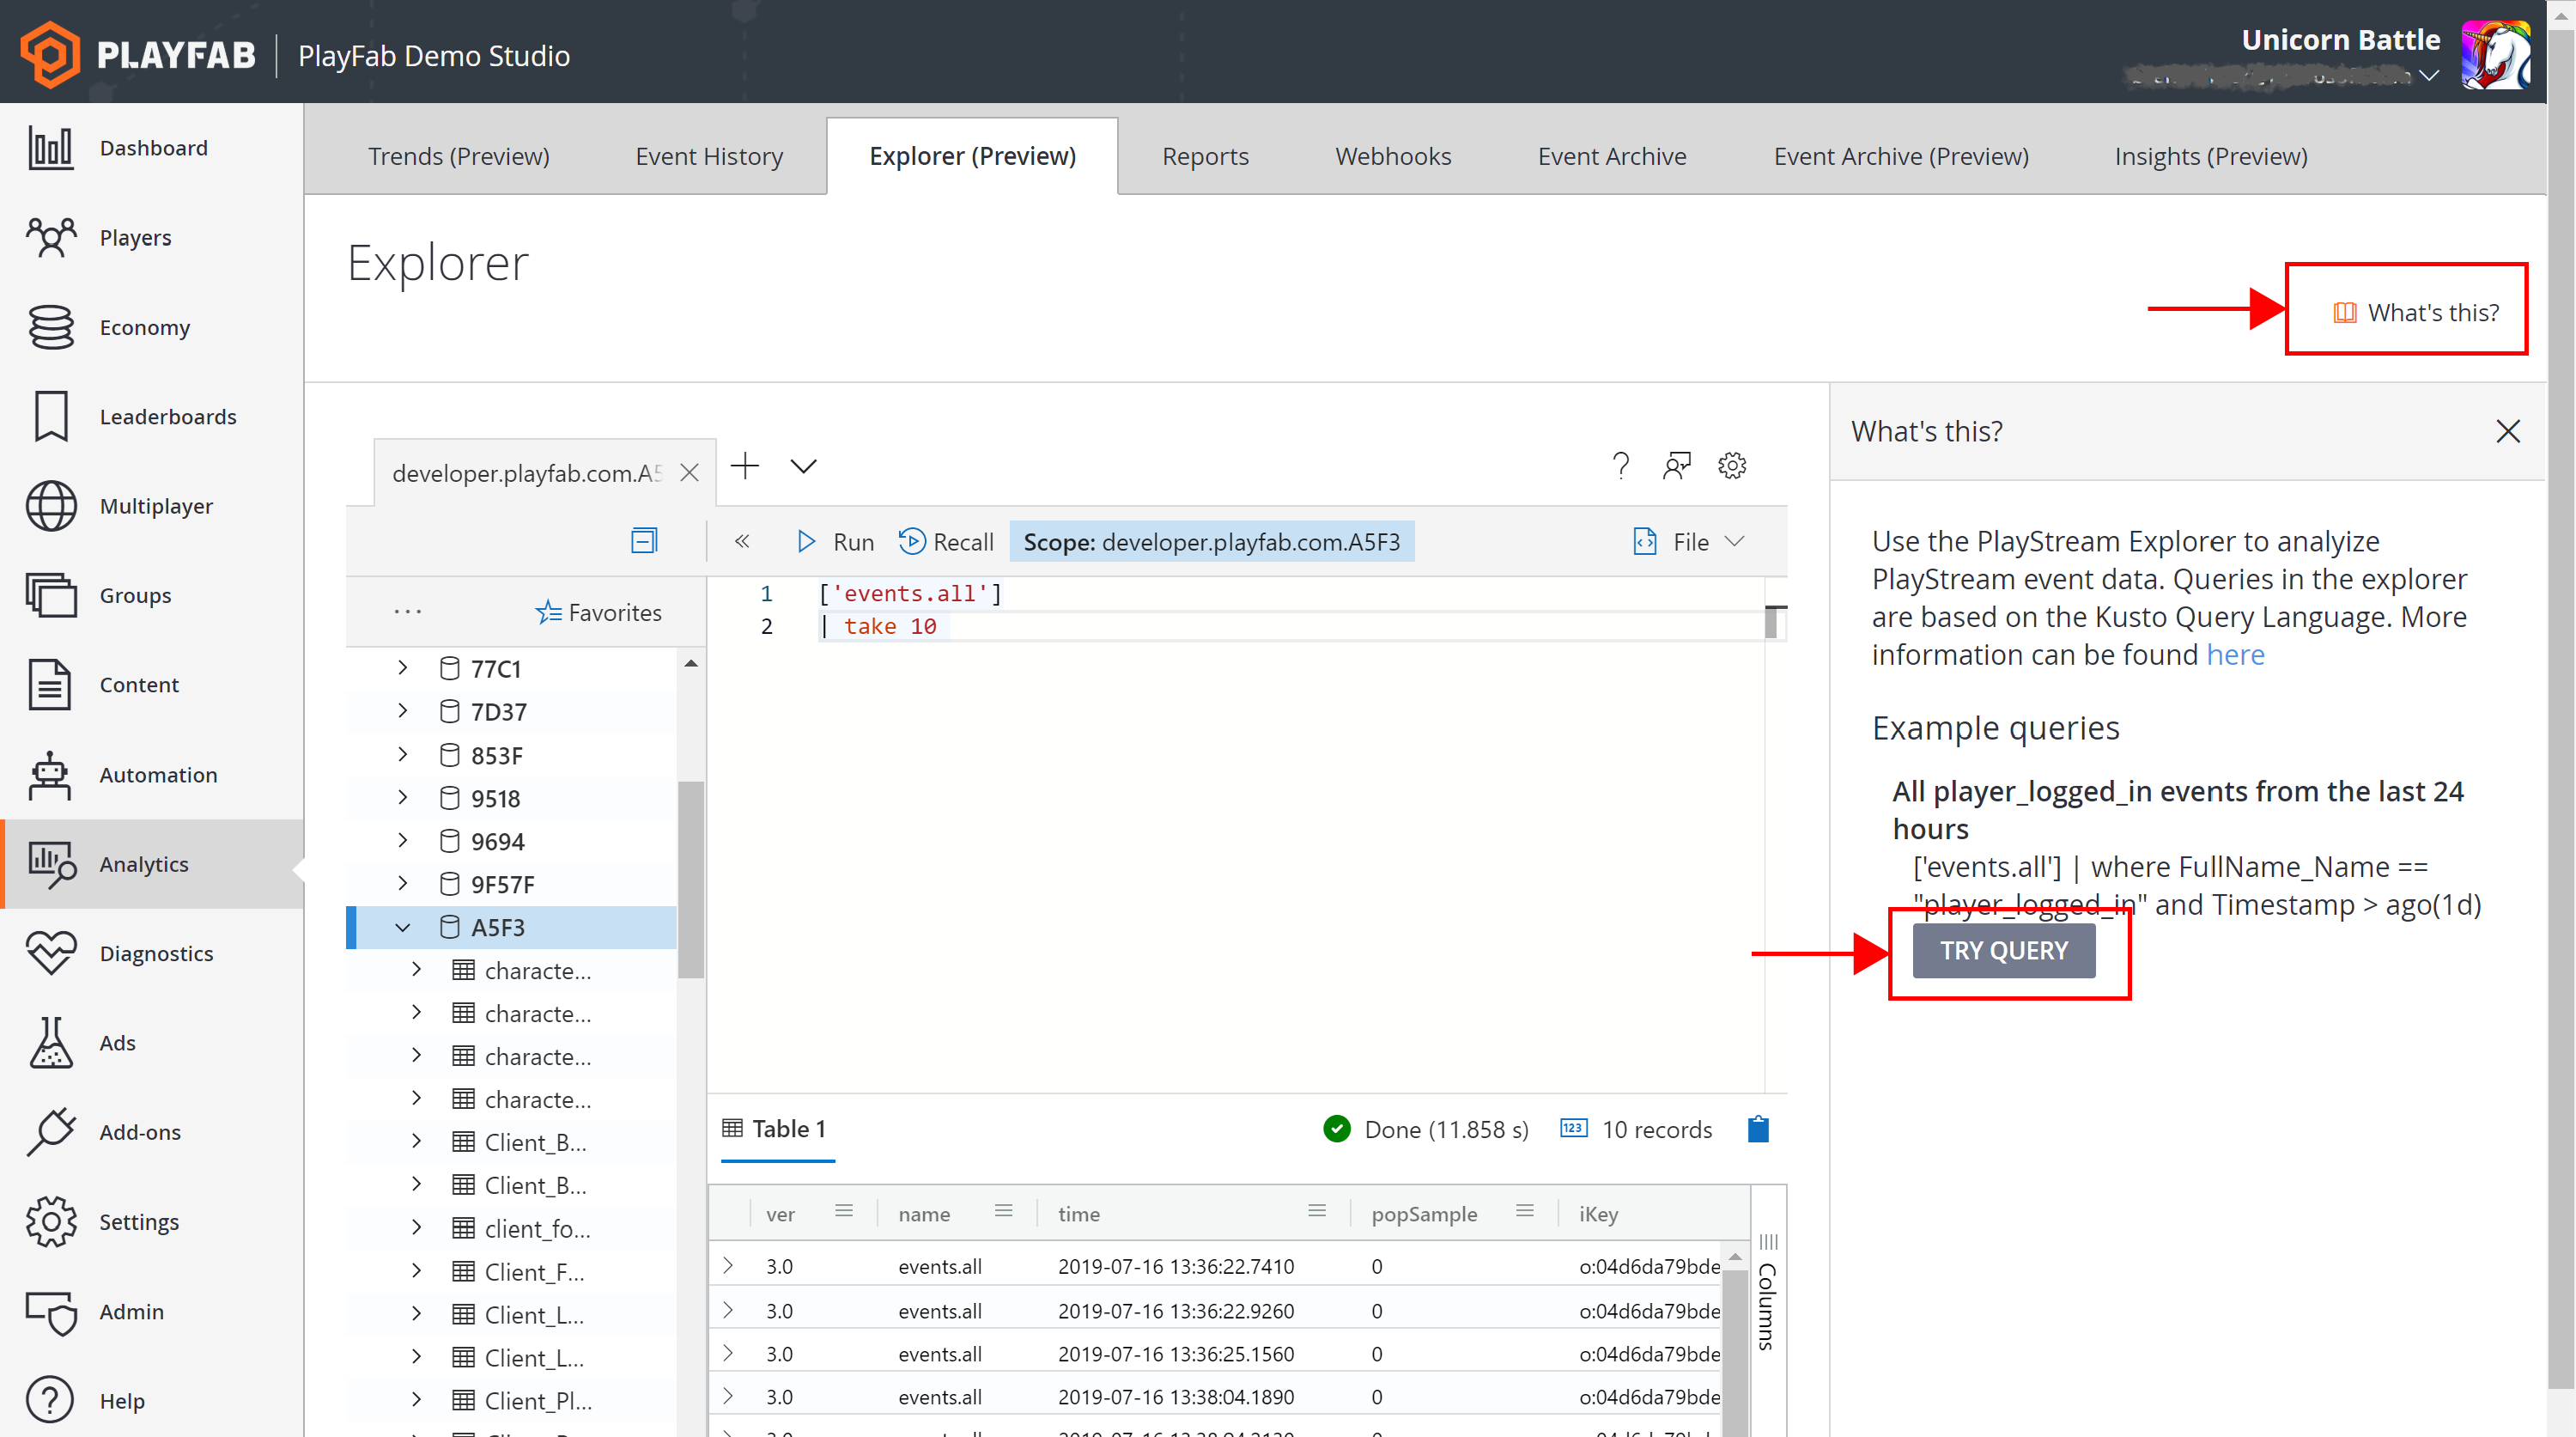 PLAYFAB
PlayFab Demo Studio
Unicorn Battle
Dashboard
Players
Economy
Leaderboards
Multiplayer
Groups
Content
Automation
Analytics
Diagnostics
Ads
Add-ons
Settings
Admin
Help
Trends (Preview)
Event History
Explorer (Preview)
Reports
Webhooks
Event Archive
Event Archive (Preview)
Insights (Preview)
Explorer
What's this?
developer.playfab.com.A5
Run
Recall
Scope: developer.playfab.com.A5F3
File
... Favorites
77C1
7D37
853F
9518
9694
9F57F
A5F3
characte...
characte...
characte...
characte...
Client_B...
Client_B...
client_fo...
Client_F...
Client_L...
Client_L...
Client_Pl...
1 ['events.all']
2 | take 10
Table 1
Done (11.858 s)
123 10 records
ver name time popSample iKey
3.0 events.all 2019-07-16 13:36:22.7410 0 o:04d6da79bde
3.0 events.all 2019-07-16 13:36:22.9260 0 o:04d6da79bde
3.0 events.all 2019-07-16 13:36:25.1560 0 o:04d6da79bde
3.0 events.all 2019-07-16 13:38:04.1890 0 o:04d6da79bde
Columns
What's this?
Use the PlayStream Explorer to analyize
PlayStream event data. Queries in the explorer
are based on the Kusto Query Language. More
information can be found here
Example queries
All player_logged_in events from the last 24
hours
['events.all'] | where FullName_Name ==
"player_logged_in" and Timestamp > ago(1d)
TRY QUERY